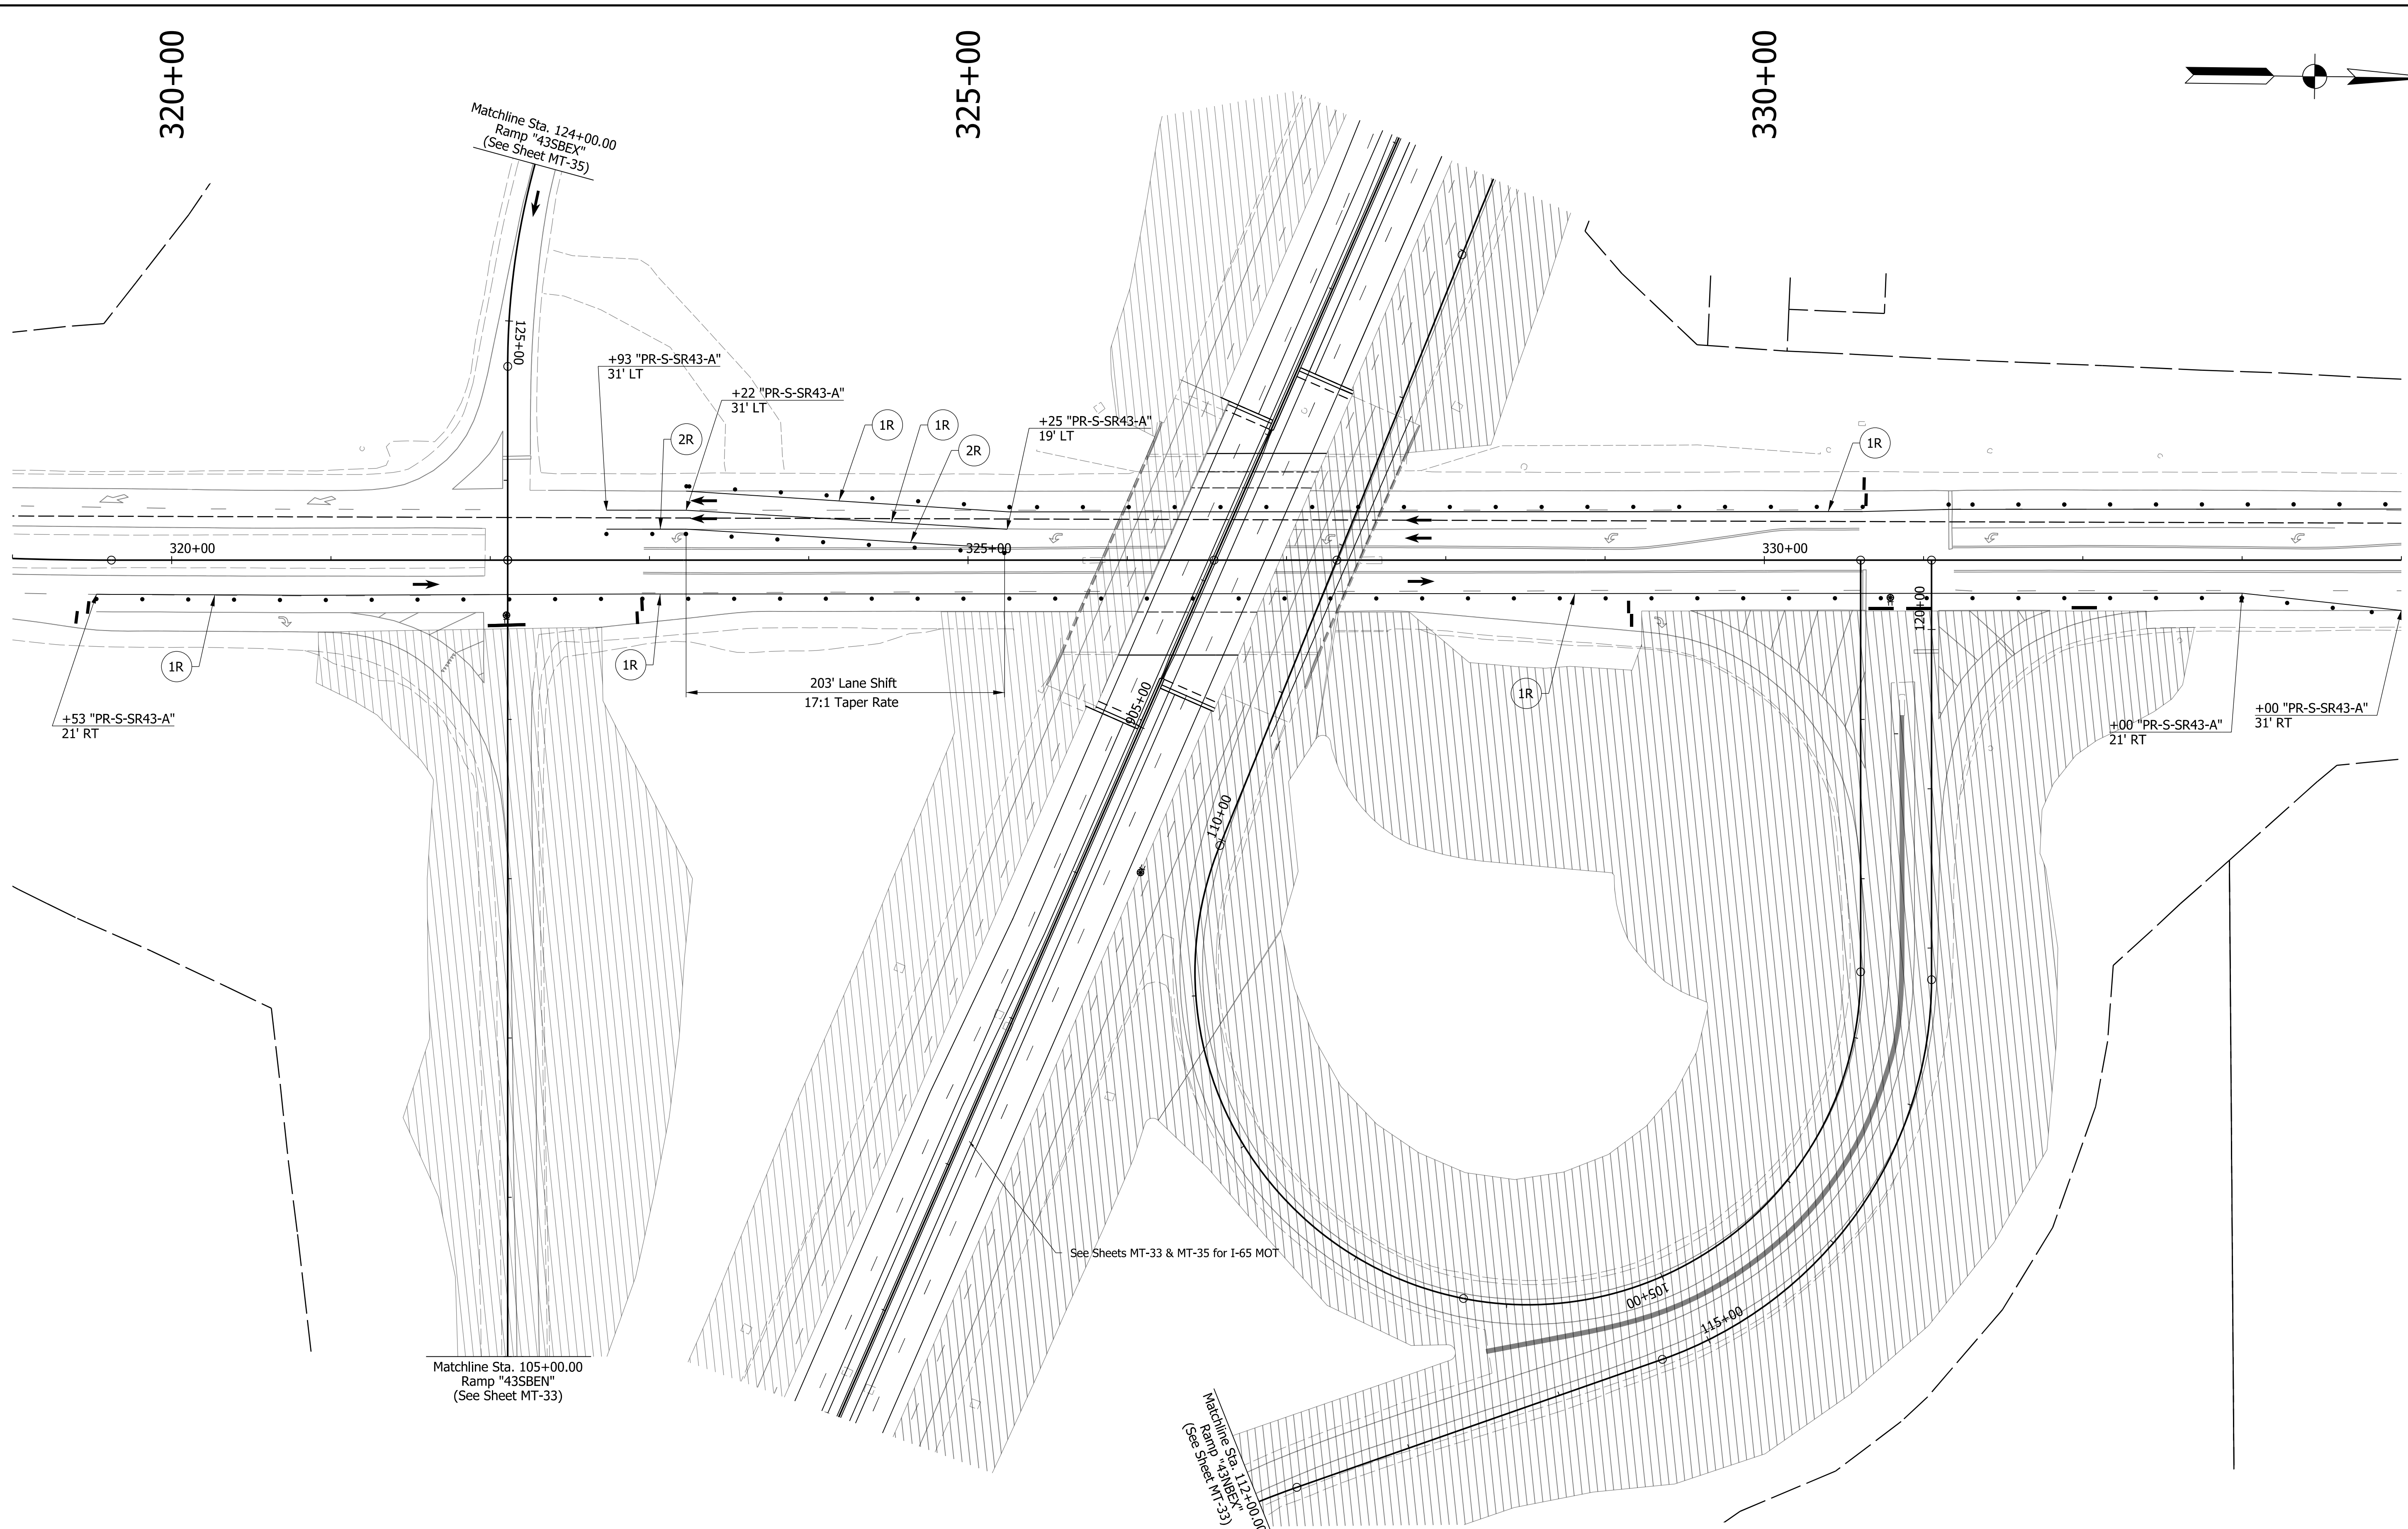 320+00
325+00
330+00
Matchline Sta. 124+00.00
Ramp "43SBEX"
(See Sheet MT-35)
125+00
+93 "PR-S-SR43-A"
31' LT
+22 "PR-S-SR43-A"
31' LT
2R
1R
1R
2R
+25 "PR-S-SR43-A"
19' LT
1R
320+00
325+00
330+00
120+00
1R
1R
203' Lane Shift
17:1 Taper Rate
905+00
1R
+53 "PR-S-SR43-A"
21' RT
+00 "PR-S-SR43-A"
21' RT
+00 "PR-S-SR43-A"
31' RT
110+00
See Sheets MT-33 & MT-35 for I-65 MOT
105+00
115+00
Matchline Sta. 105+00.00
Ramp "43SBEN"
(See Sheet MT-33)
Matchline Sta. 112+00.00
Ramp "43NBEX"
(See Sheet MT-33)